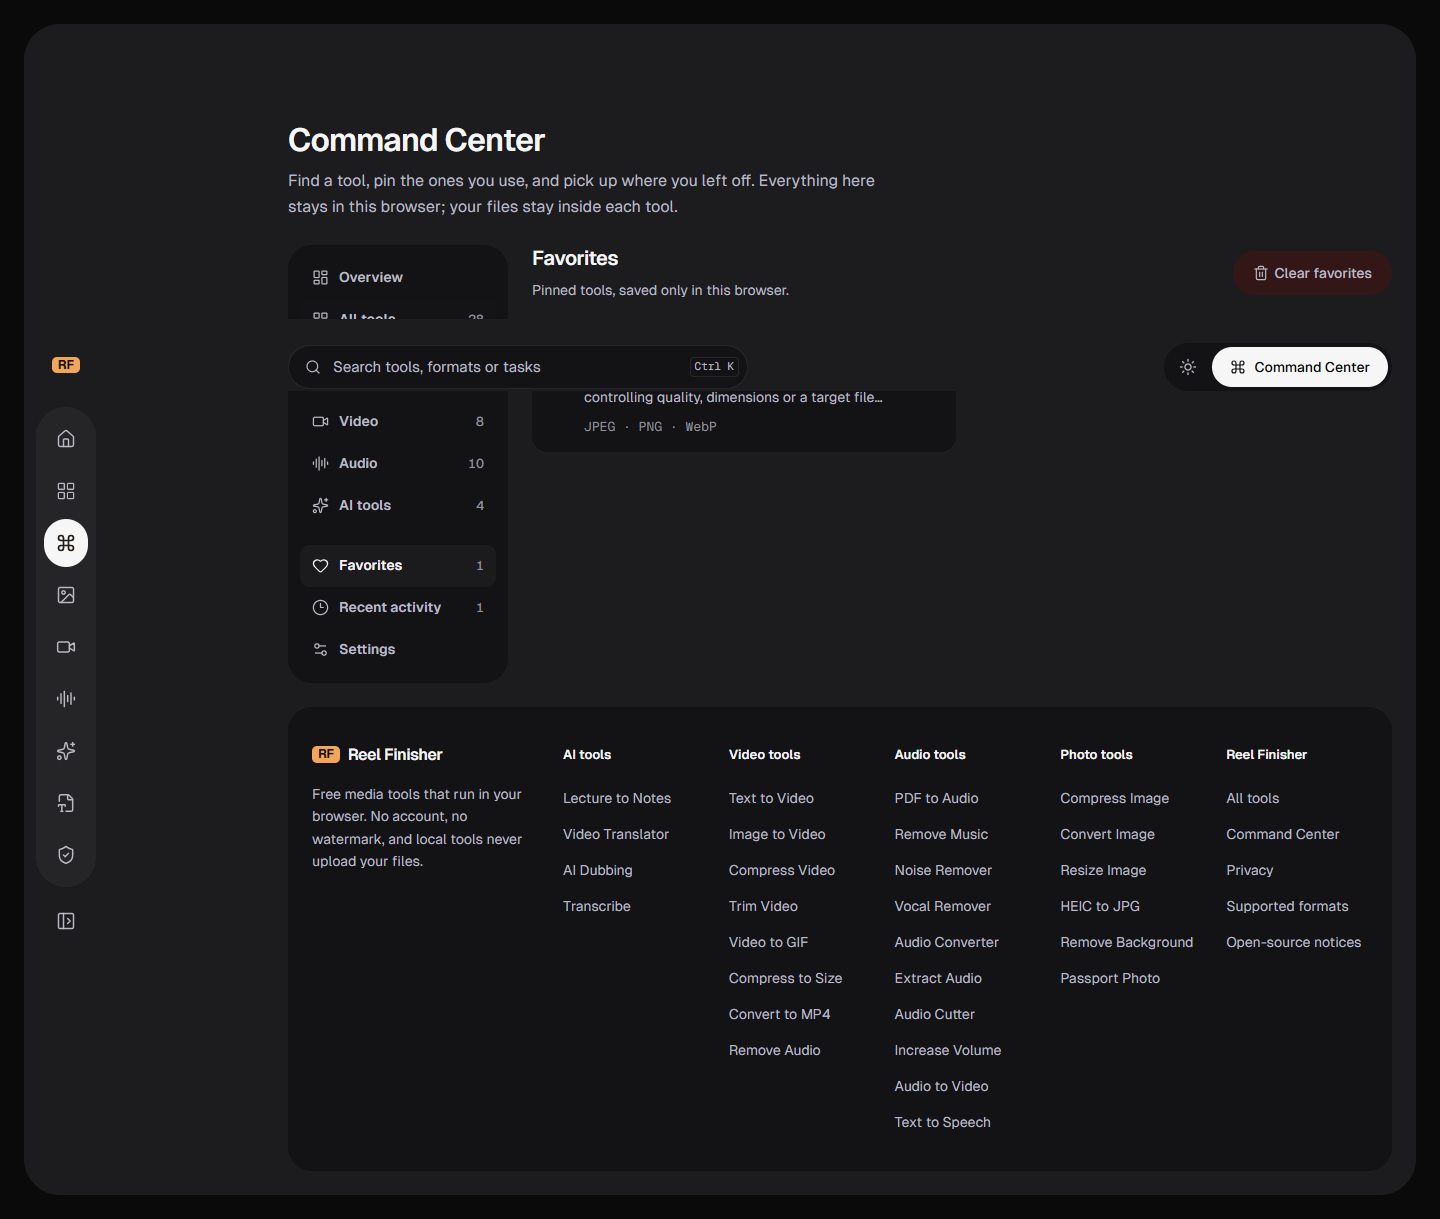 Command Center
Find a tool, pin the ones you use, and pick up where you left off. Everything here
stays in this browser; your files stay inside each tool.
Overview
All tools 28
Favorites
Pinned tools, saved only in this browser.
Clear favorites
RF
Search tools, formats or tasks
Ctrl K
Command Center
controlling quality, dimensions or a target file…
JPEG · PNG · WebP
Video 8
Audio 10
AI tools 4
Favorites 1
Recent activity 1
Settings
RF Reel Finisher
Free media tools that run in your
browser. No account, no
watermark, and local tools never
upload your files.
AI tools
Lecture to Notes
Video Translator
AI Dubbing
Transcribe
Video tools
Text to Video
Image to Video
Compress Video
Trim Video
Video to GIF
Compress to Size
Convert to MP4
Remove Audio
Audio tools
PDF to Audio
Remove Music
Noise Remover
Vocal Remover
Audio Converter
Extract Audio
Audio Cutter
Increase Volume
Audio to Video
Text to Speech
Photo tools
Compress Image
Convert Image
Resize Image
HEIC to JPG
Remove Background
Passport Photo
Reel Finisher
All tools
Command Center
Privacy
Supported formats
Open-source notices